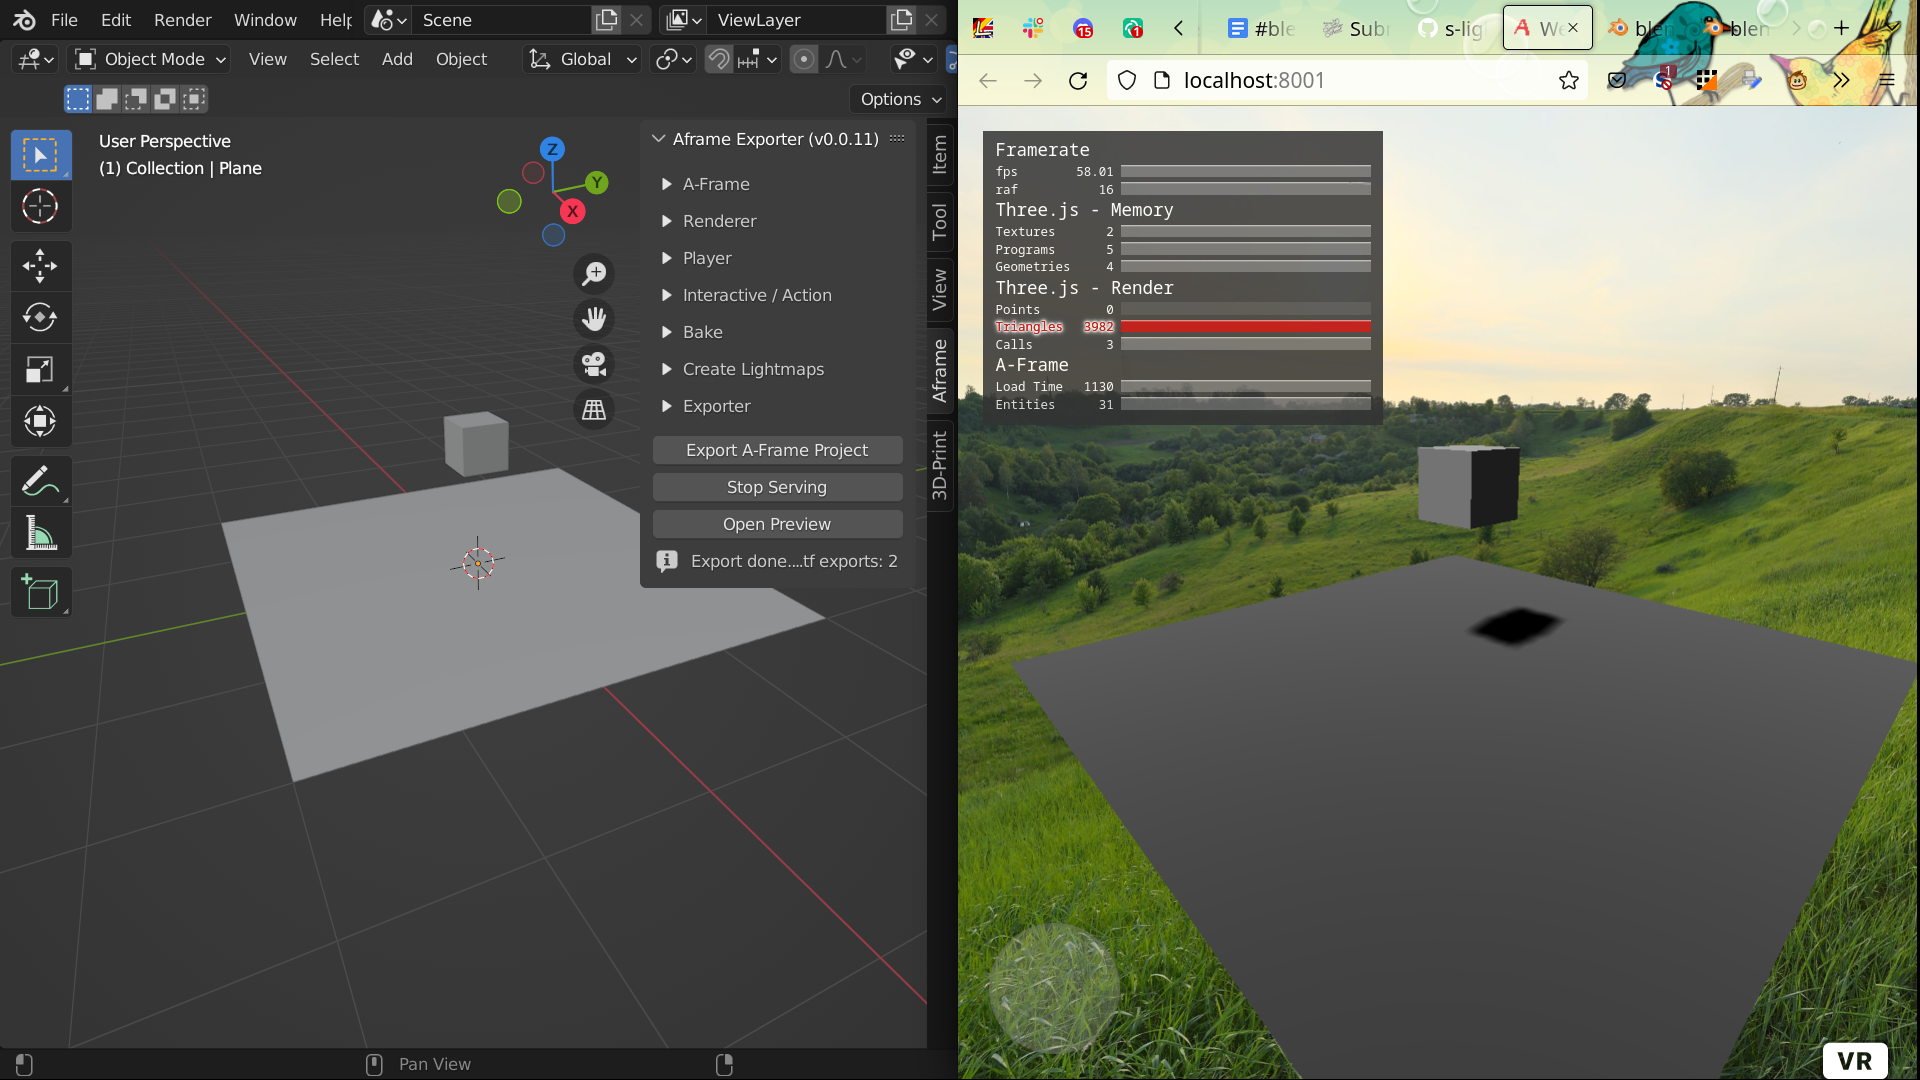 File Edit Render Window Help Scene ViewLayer
Object Mode View Select Add Object Global
Options
User Perspective
(1) Collection | Plane
Z
Y
X
Aframe Exporter (v0.0.11)
A-Frame
Renderer
Player
Interactive / Action
Bake
Create Lightmaps
Exporter
Export A-Frame Project
Stop Serving
Open Preview
Export done....tf exports: 2
Item
Tool
View
Aframe
3D-Print
Pan View
15
1
#ble
Sub
s-lig
We
blen
blen
localhost:8001
1
Framerate
fps 58.01
raf 16
Three.js - Memory
Textures 2
Programs 5
Geometries 4
Three.js - Render
Points 0
Triangles 3982
Calls 3
A-Frame
Load Time 1130
Entities 31
VR